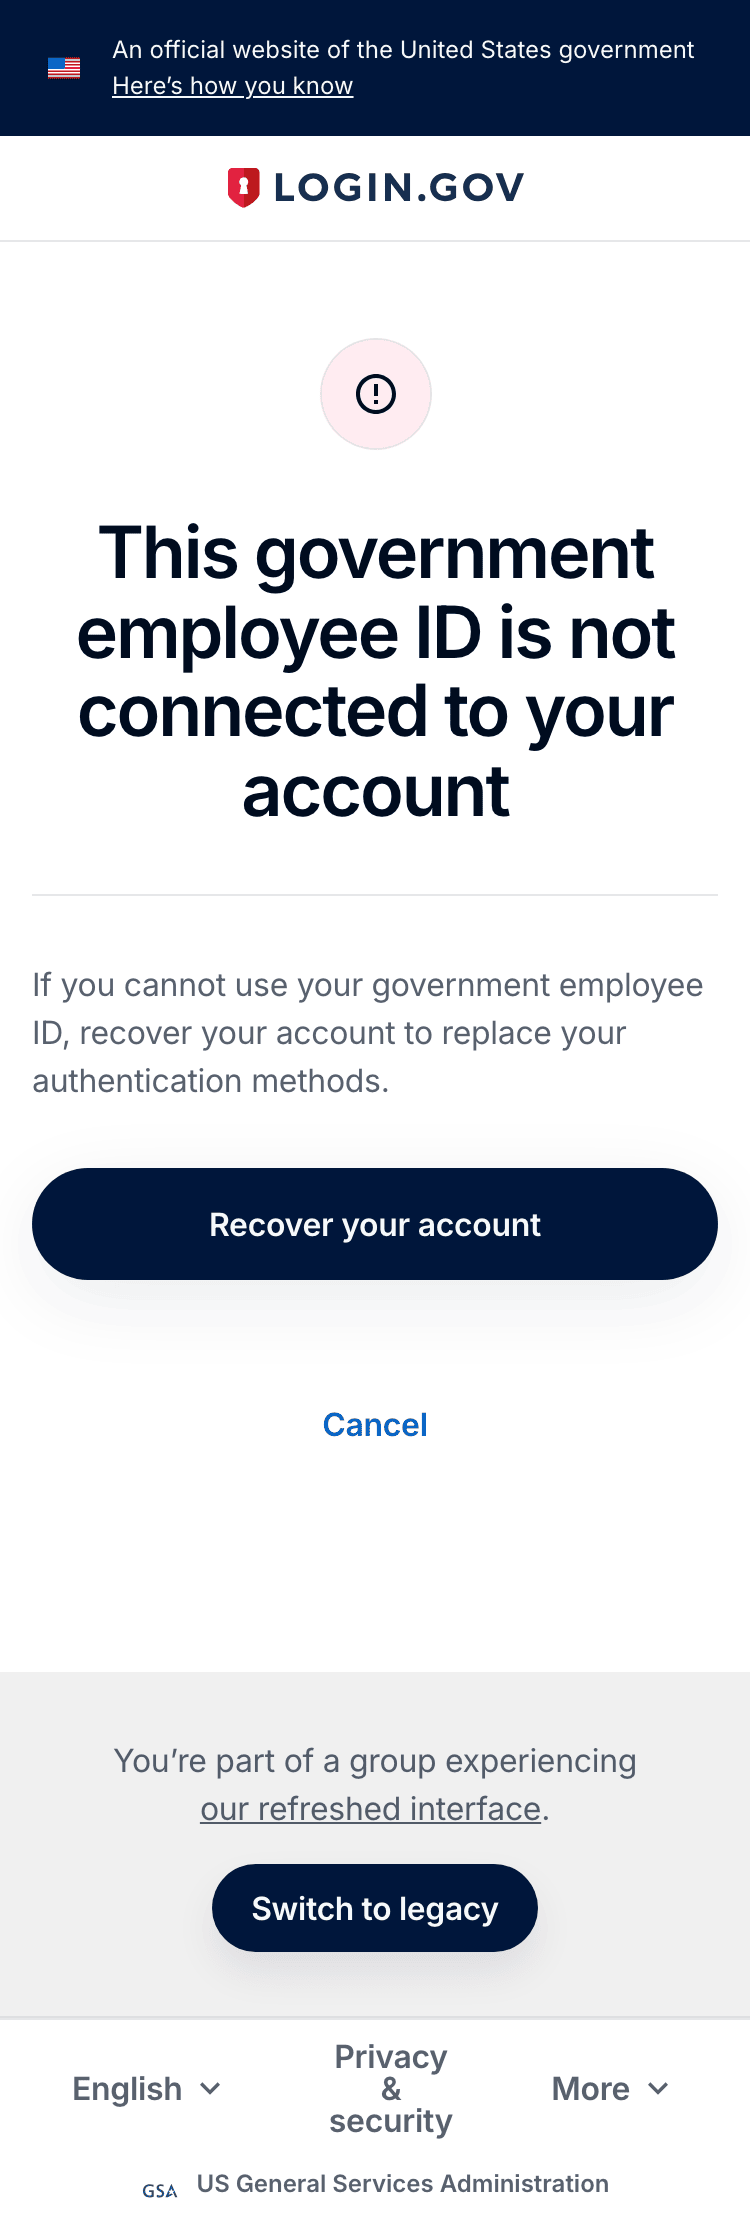 An official website of the United States government
Here’s how you know
LOGIN.GOV
This government
employee ID is not
connected to your
account
If you cannot use your government employee
ID, recover your account to replace your
authentication methods.
Recover your account
Cancel
You’re part of a group experiencing
our refreshed interface.
Switch to legacy
English
Privacy
&
security
More
GSA US General Services Administration